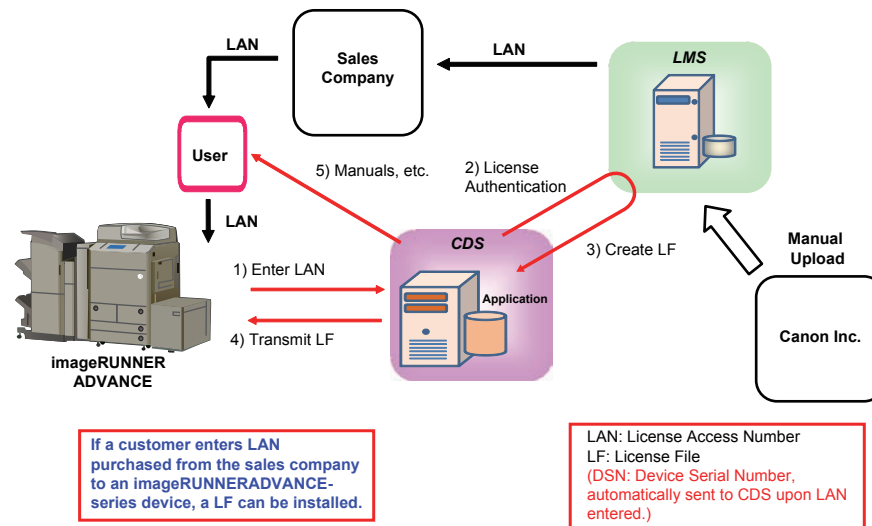 LAN
Sales
Company
LAN
LMS
User
5) Manuals, etc.
2) License
Authentication
LAN
CDS
3) Create LF
Manual
Upload
1) Enter LAN
Application
4) Transmit LF
Canon Inc.
imageRUNNER
ADVANCE
If a customer enters LAN
purchased from the sales company
to an imageRUNNERADVANCE-
series device, a LF can be installed.
LAN: License Access Number
LF: License File
(DSN: Device Serial Number,
automatically sent to CDS upon LAN
entered.)